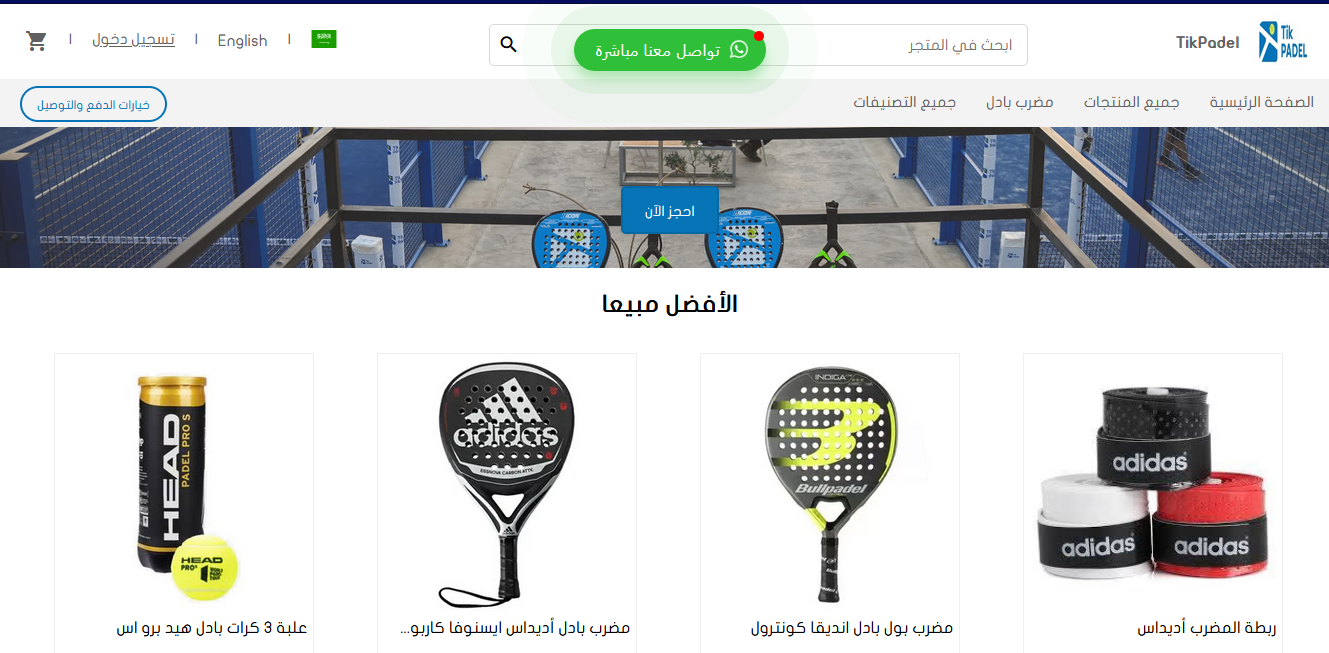 Tik
PADEL
TikPadel
ابحث في المتجر
تواصل معنا مباشرة
English
تسجيل دخول
الصفحة الرئيسية
جميع المنتجات
مضرب بادل
جميع التصنيفات
خيارات الدفع والتوصيل
احجز الآن
الأفضل مبيعا
adidas
adidas
adidas
INDIGA
Bullpadel
adidas
ESSNOVA CARBON ATTK
HEAD
PADEL PRO S
HEAD
PRO S
WORLD
PADEL
TOUR
ربطة المضرب أديداس
مضرب بول بادل انديقا كونترول
مضرب بادل أديداس ايسنوفا كاربو...
علبة 3 كرات بادل هيد برو اس